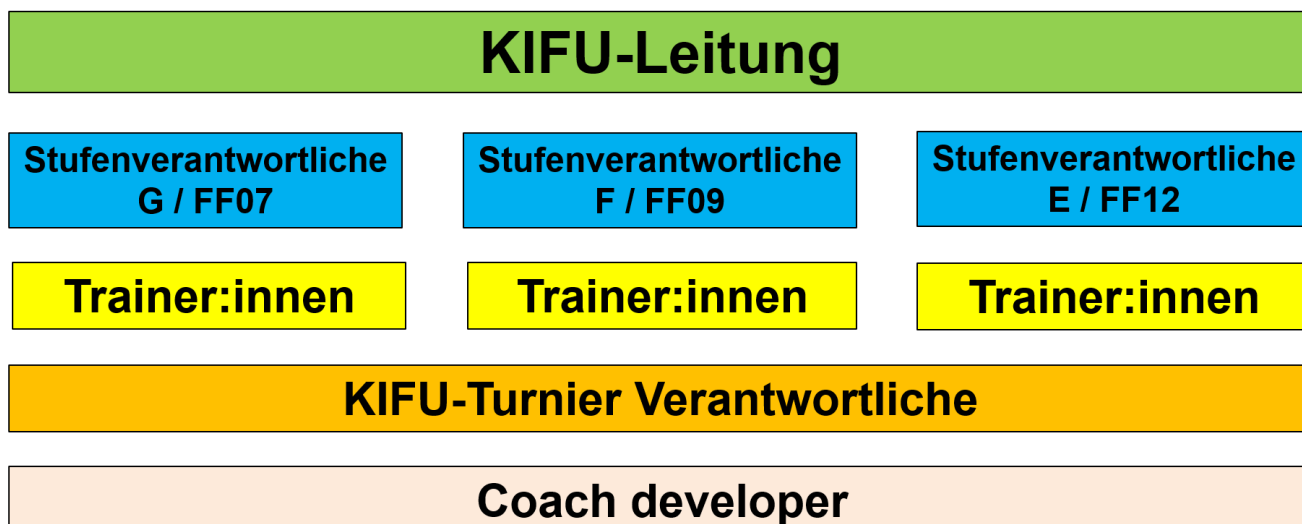 KIFU-Leitung
Stufenverantwortliche
G / FF07
Stufenverantwortliche
F / FF09
Stufenverantwortliche
E / FF12
Trainer:innen
Trainer:innen
Trainer:innen
KIFU-Turnier Verantwortliche
Coach developer